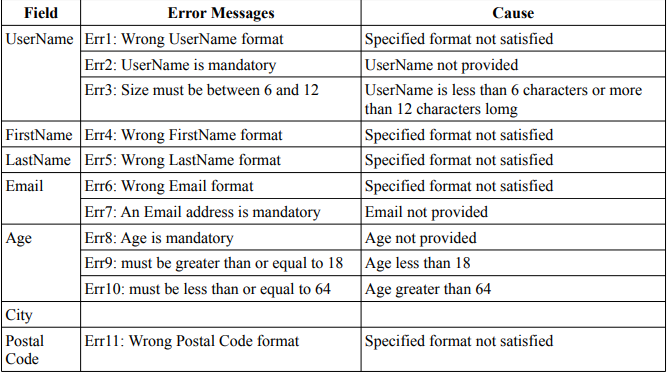 Field Error Messages Cause
UserName Err1: Wrong UserName format Specified format not satisfied
Err2: UserName is mandatory UserName not provided
Err3: Size must be between 6 and 12 UserName is less than 6 characters or more
than 12 characters lomg
FirstName Err4: Wrong FirstName format Specified format not satisfied
LastName Err5: Wrong LastName format Specified format not satisfied
Email Err6: Wrong Email format Specified format not satisfied
Err7: An Email address is mandatory Email not provided
Age Err8: Age is mandatory Age not provided
Err9: must be greater than or equal to 18 Age less than 18
Err10: must be less than or equal to 64 Age greater than 64
City
Postal Err11: Wrong Postal Code format Specified format not satisfied
Code